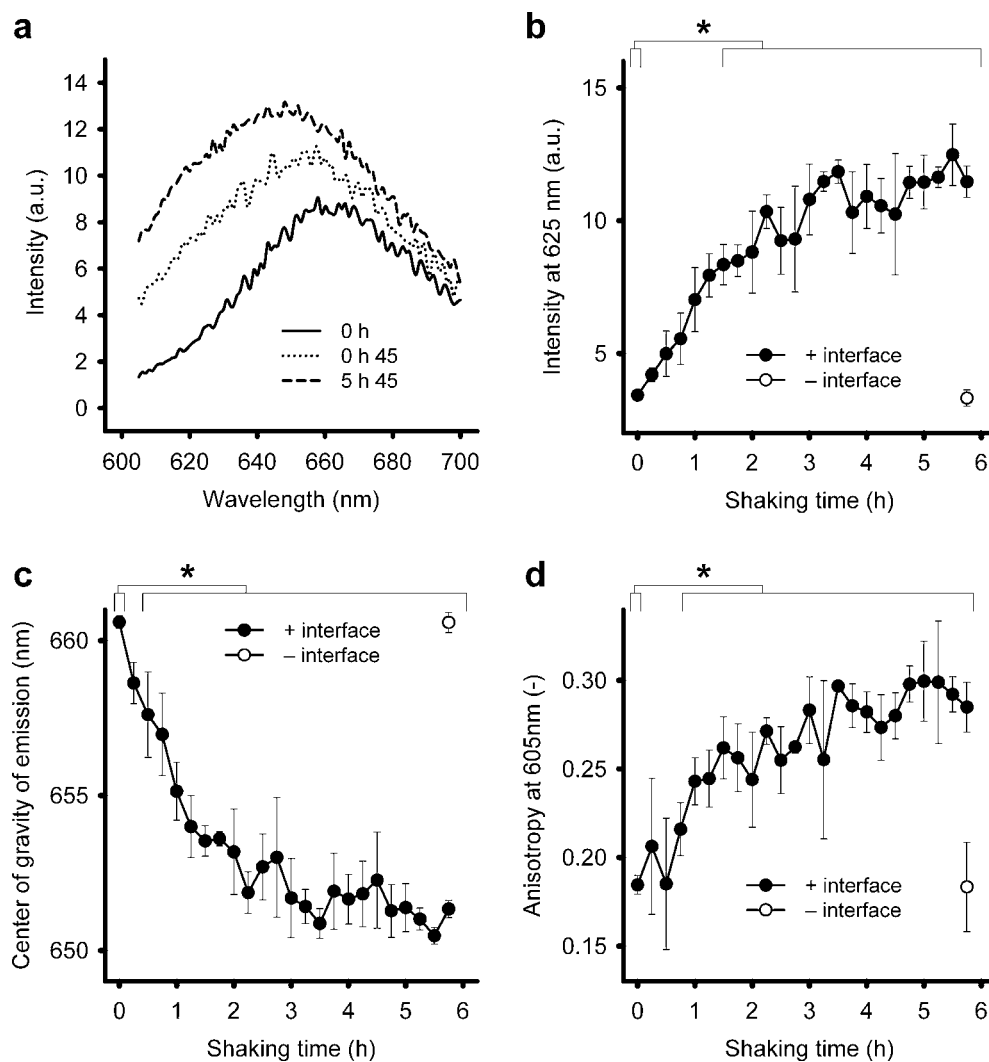 a
14
12
10
8
6
4
2
0
Intensity (a.u.)
0 h
0 h 45
5 h 45
600 620 640 660 680 700
Wavelength (nm)
b
*
15
10
5
Intensity at 625 nm (a.u.)
+ interface
– interface
0 1 2 3 4 5 6
Shaking time (h)
c
*
660
655
650
Center of gravity of emission (nm)
+ interface
– interface
0 1 2 3 4 5 6
Shaking time (h)
d
*
0.30
0.25
0.20
0.15
Anisotropy at 605nm (-)
+ interface
– interface
0 1 2 3 4 5 6
Shaking time (h)